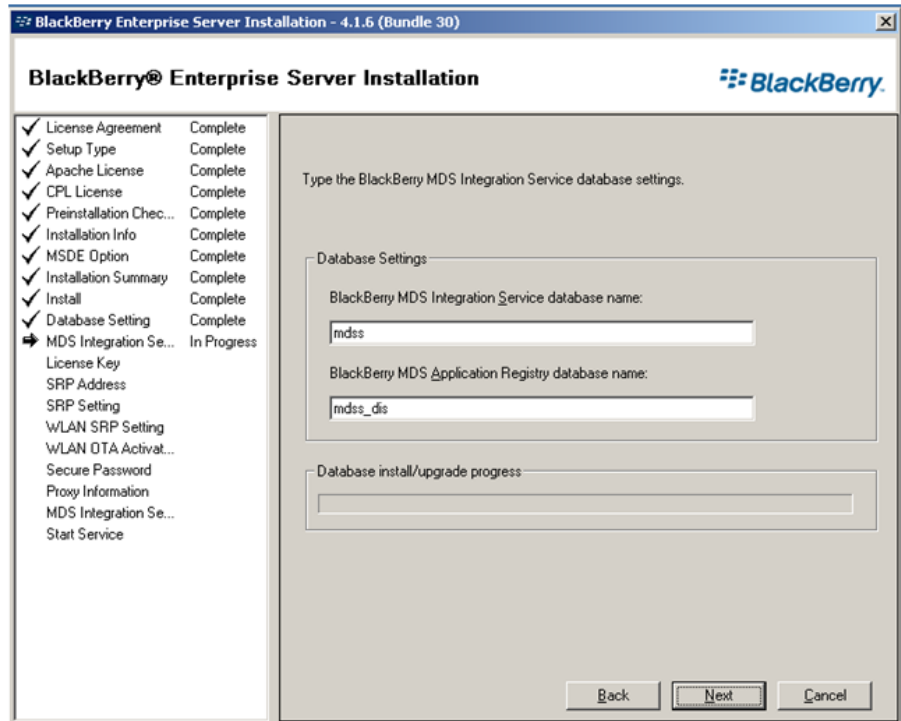 BlackBerry Enterprise Server Installation - 4.1.6 (Bundle 30)
BlackBerry® Enterprise Server Installation
BlackBerry.
License Agreement Complete
Setup Type Complete
Apache License Complete
CPL License Complete
Preinstallation Chec... Complete
Installation Info Complete
MSDE Option Complete
Installation Summary Complete
Install Complete
Database Setting Complete
MDS Integration Se... In Progress
License Key
SRP Address
SRP Setting
WLAN SRP Setting
WLAN OTA Activat...
Secure Password
Proxy Information
MDS Integration Se...
Start Service
Type the BlackBerry MDS Integration Service database settings.
Database Settings
BlackBerry MDS Integration Service database name:
mdss
BlackBerry MDS Application Registry database name:
mdss_dis
Database install/upgrade progress
Back Next Cancel